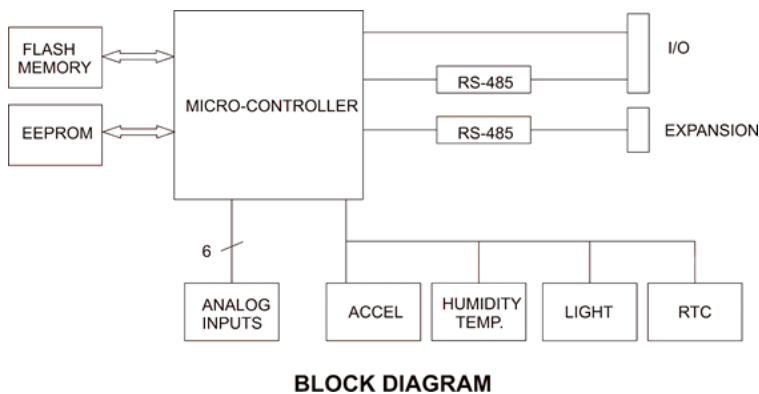 FLASH
MEMORY
EEPROM
MICRO-CONTROLLER
RS-485
RS-485
I/O
EXPANSION
6
ANALOG
INPUTS
ACCEL
HUMIDITY
TEMP.
LIGHT
RTC
BLOCK DIAGRAM